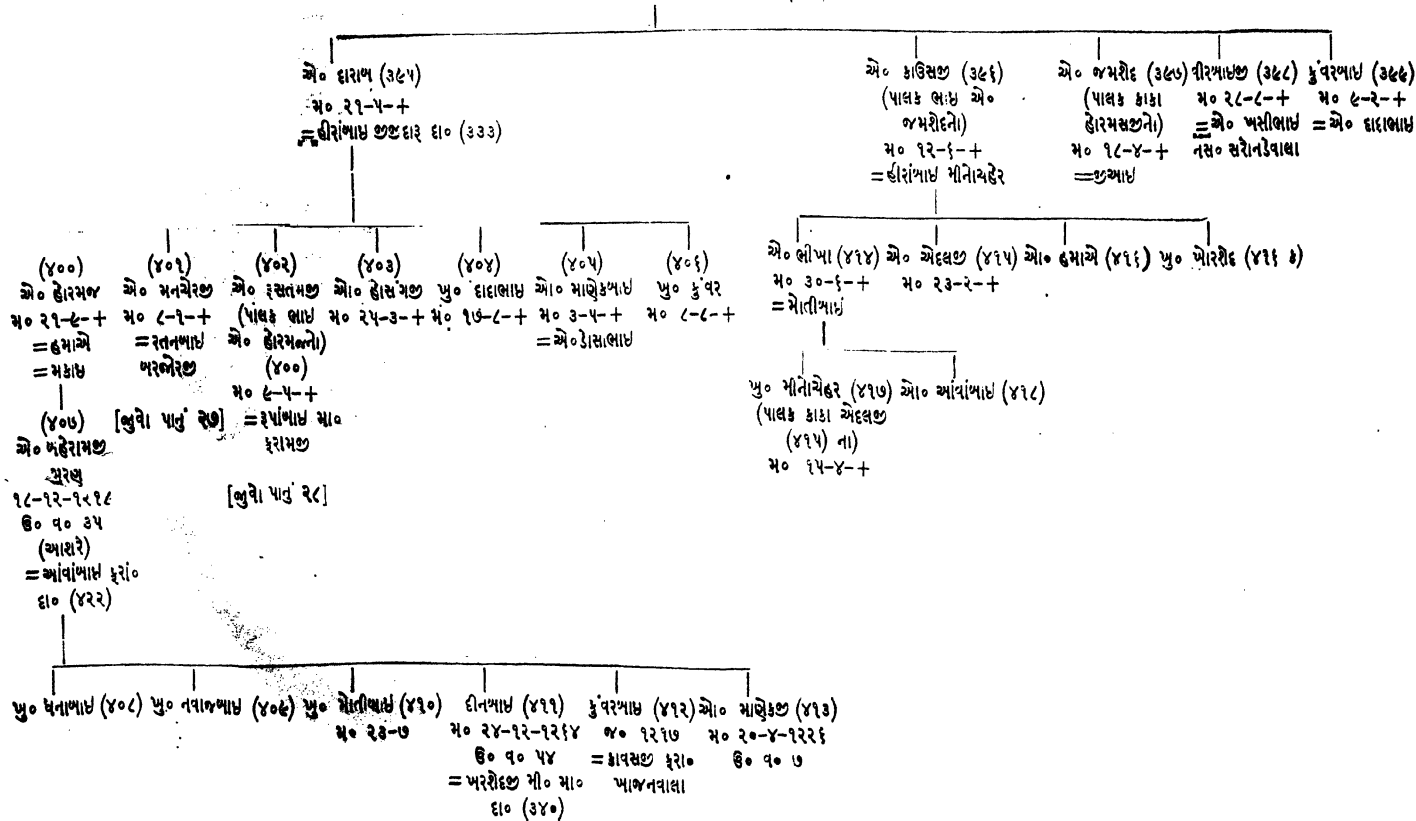 એ૦ દારાબ (૩૯૫)
મ૦ ૨૧-૫-+
=હીરાંબાઇ જીજીદારૂ દા૦ (૩૩૩)
એ૦ કાઉસજી (૩૯૬)
(પાલક ભાઇ એ૦
જમશેદનો)
મ૦ ૧૨-૬-+
=હીરાંબાઇ મીનોચહેર
એ૦ જમશેદ (૩૯૭)
(પાલક કાકા
હોરમસજીનો)
મ૦ ૧૮-૪-+
=જીઆઇ
વીરબાઇજી (૩૯૮)
મ૦ ૨૮-૮-+
=એ૦ ખસીભાઇ
નસ૦ સરોનડેવાલા
કુંવરબાઇ (૩૯૯)
મ૦ ૯-૨-+
=એ૦ દાદાભાઇ
(૪૦૦)
એ૦ હોરમજ
મ૦ ૨૧-૯-+
=હમાએ
=મકાઇ
(૪૦૧)
એ૦ મનચેરજી
મ૦ ૮-૧-+
=રતનબાઇ
બરજોરજી
[જુવો પાનું ૨૭]
(૪૦૨)
એ૦ રૂસતમજી
(પાલક ભાઇ
એ૦ હોરમજનો)
(૪૦૦)
મ૦ ૯-૫-+
=રૂપાંબાઇ મા૦
ફરામજી
[જીવો પાનું ૨૮]
(૪૦૩)
એ૦ હોસંગજી
મ૦ ૨૫-૩-+
(૪૦૪)
ખુ૦ દાદાભાઇ
મ૦ ૧૭-૮-+
(૪૦૫)
એ૦ માણેકબાઇ
મ૦ ૩-૫-+
=એ૦ડોસાભાઇ
(૪૦૬)
ખુ૦ કુંવર
મ૦ ૮-૮-+
એ૦ ભીખા (૪૧૪)
મ૦ ૩૦-૬-+
=મોતીબાઇ
એ૦ એદલજી (૪૧૫)
મ૦ ૨૩-૨-+
ઓ૦ હમાએ (૪૧૬)
ખુ૦ ખોરશેદ (૪૧૬ ક)
ખુ૦ મીનોચેહર (૪૧૭)
(પાલક કાકા એદલજી
(૪૧૫) ના)
મ૦ ૧૫-૪-+
ઓ૦ આંવાંબાઇ (૪૧૮)
(૪૦૭)
એ૦ બહેરામજી
મરણ
૧૮-૧૨-૧૨૧૮
ઉ૦ વ૦ ૩૫
(આશરે)
=આંવાંબાઇ ફરાં૦
દા૦ (૪૨૨)
ખુ૦ ધનાબાઇ (૪૦૮)
ખુ૦ નવાજબાઇ (૪૦૯)
ખુ૦ મોતીબાઇ (૪૧૦)
મ૦ ૨૩-૭
દીનબાઇ (૪૧૧)
મ૦ ૨૪-૧૨-૧૨૬૪
ઉ૦ વ૦ ૫૪
=ખરશેદજી મી૦ મા૦
દા૦ (૩૪૦)
કુંવરબાઇ (૪૧૨)
જ૦ ૧૨૧૭
=કાવસજી ફરા૦
ખાજનવાલા
ઓ૦ માણેકજી (૪૧૩)
મ૦ ૨૦-૪-૧૨૨૬
ઉ૦ વ૦ ૭